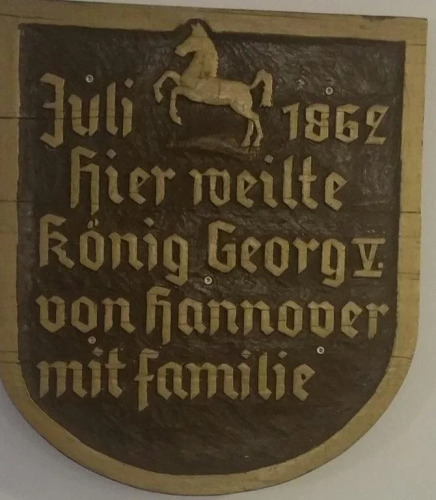 Juli 1862
Hier weilte
König Georg V.
von Hannover
mit Familie